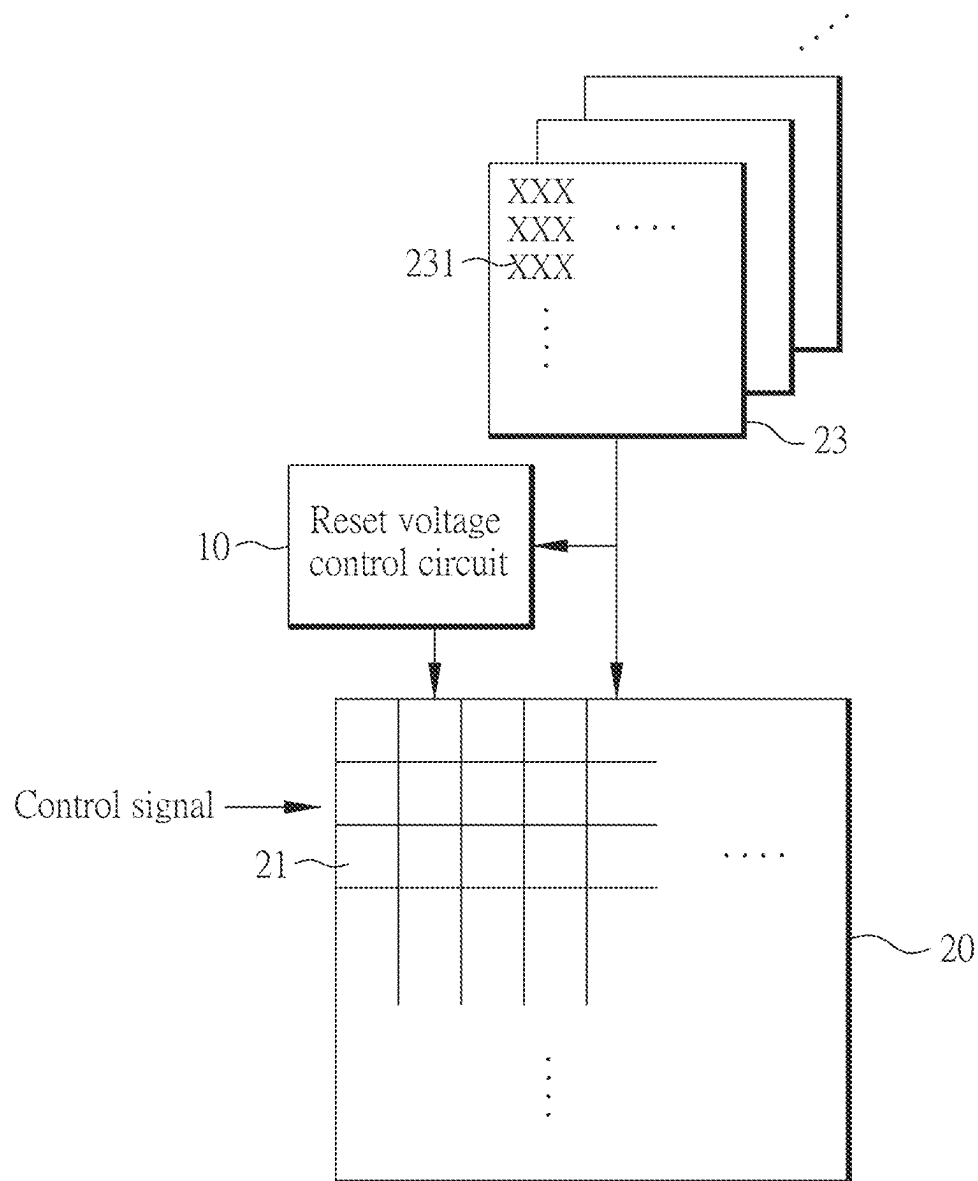 XXX
XXX
231
XXX
23
10
Reset voltage
control circuit
Control signal
21
20